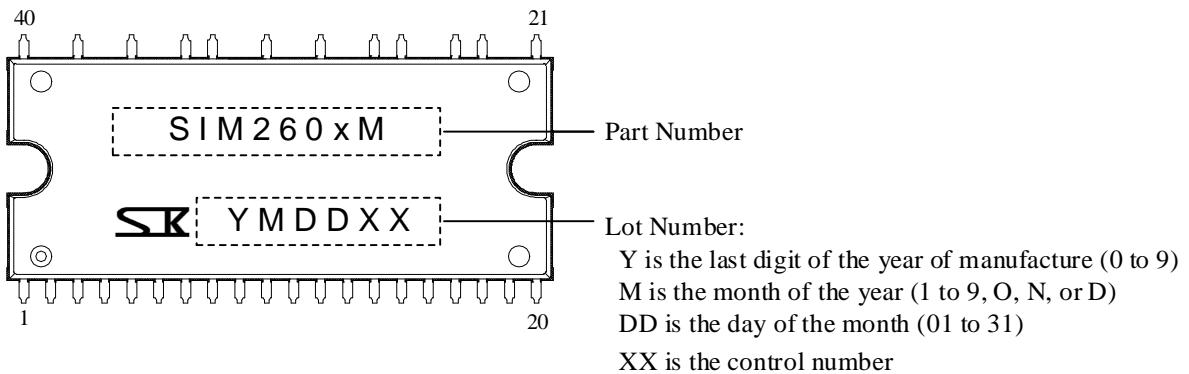 40 21
SIM260xM
Part Number
SK YMDDXX
Lot Number:
Y is the last digit of the year of manufacture (0 to 9)
M is the month of the year (1 to 9, O, N, or D)
DD is the day of the month (01 to 31)
XX is the control number
1 20